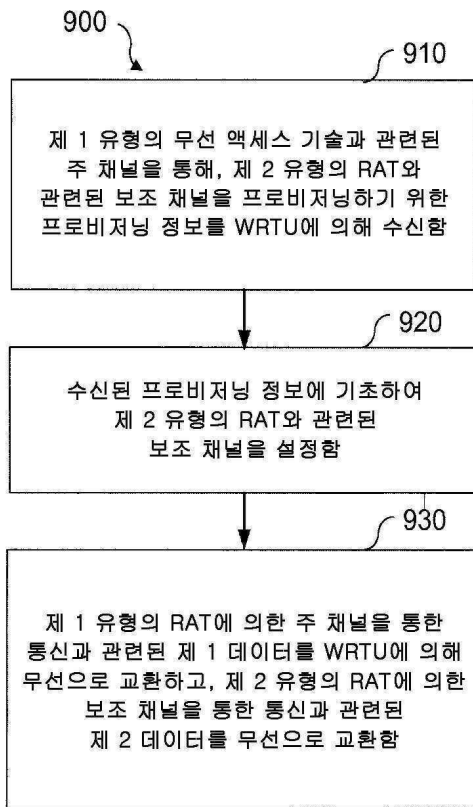 900
910
제 1 유형의 무선 액세스 기술과 관련된
주 채널을 통해, 제 2 유형의 RAT와
관련된 보조 채널을 프로비저닝하기 위한
프로비저닝 정보를 WRTU에 의해 수신함
920
수신된 프로비저닝 정보에 기초하여
제 2 유형의 RAT와 관련된
보조 채널을 설정함
930
제 1 유형의 RAT에 의한 주 채널을 통한
통신과 관련된 제 1 데이터를 WRTU에 의해
무선으로 교환하고, 제 2 유형의 RAT에 의한
보조 채널을 통한 통신과 관련된
제 2 데이터를 무선으로 교환함